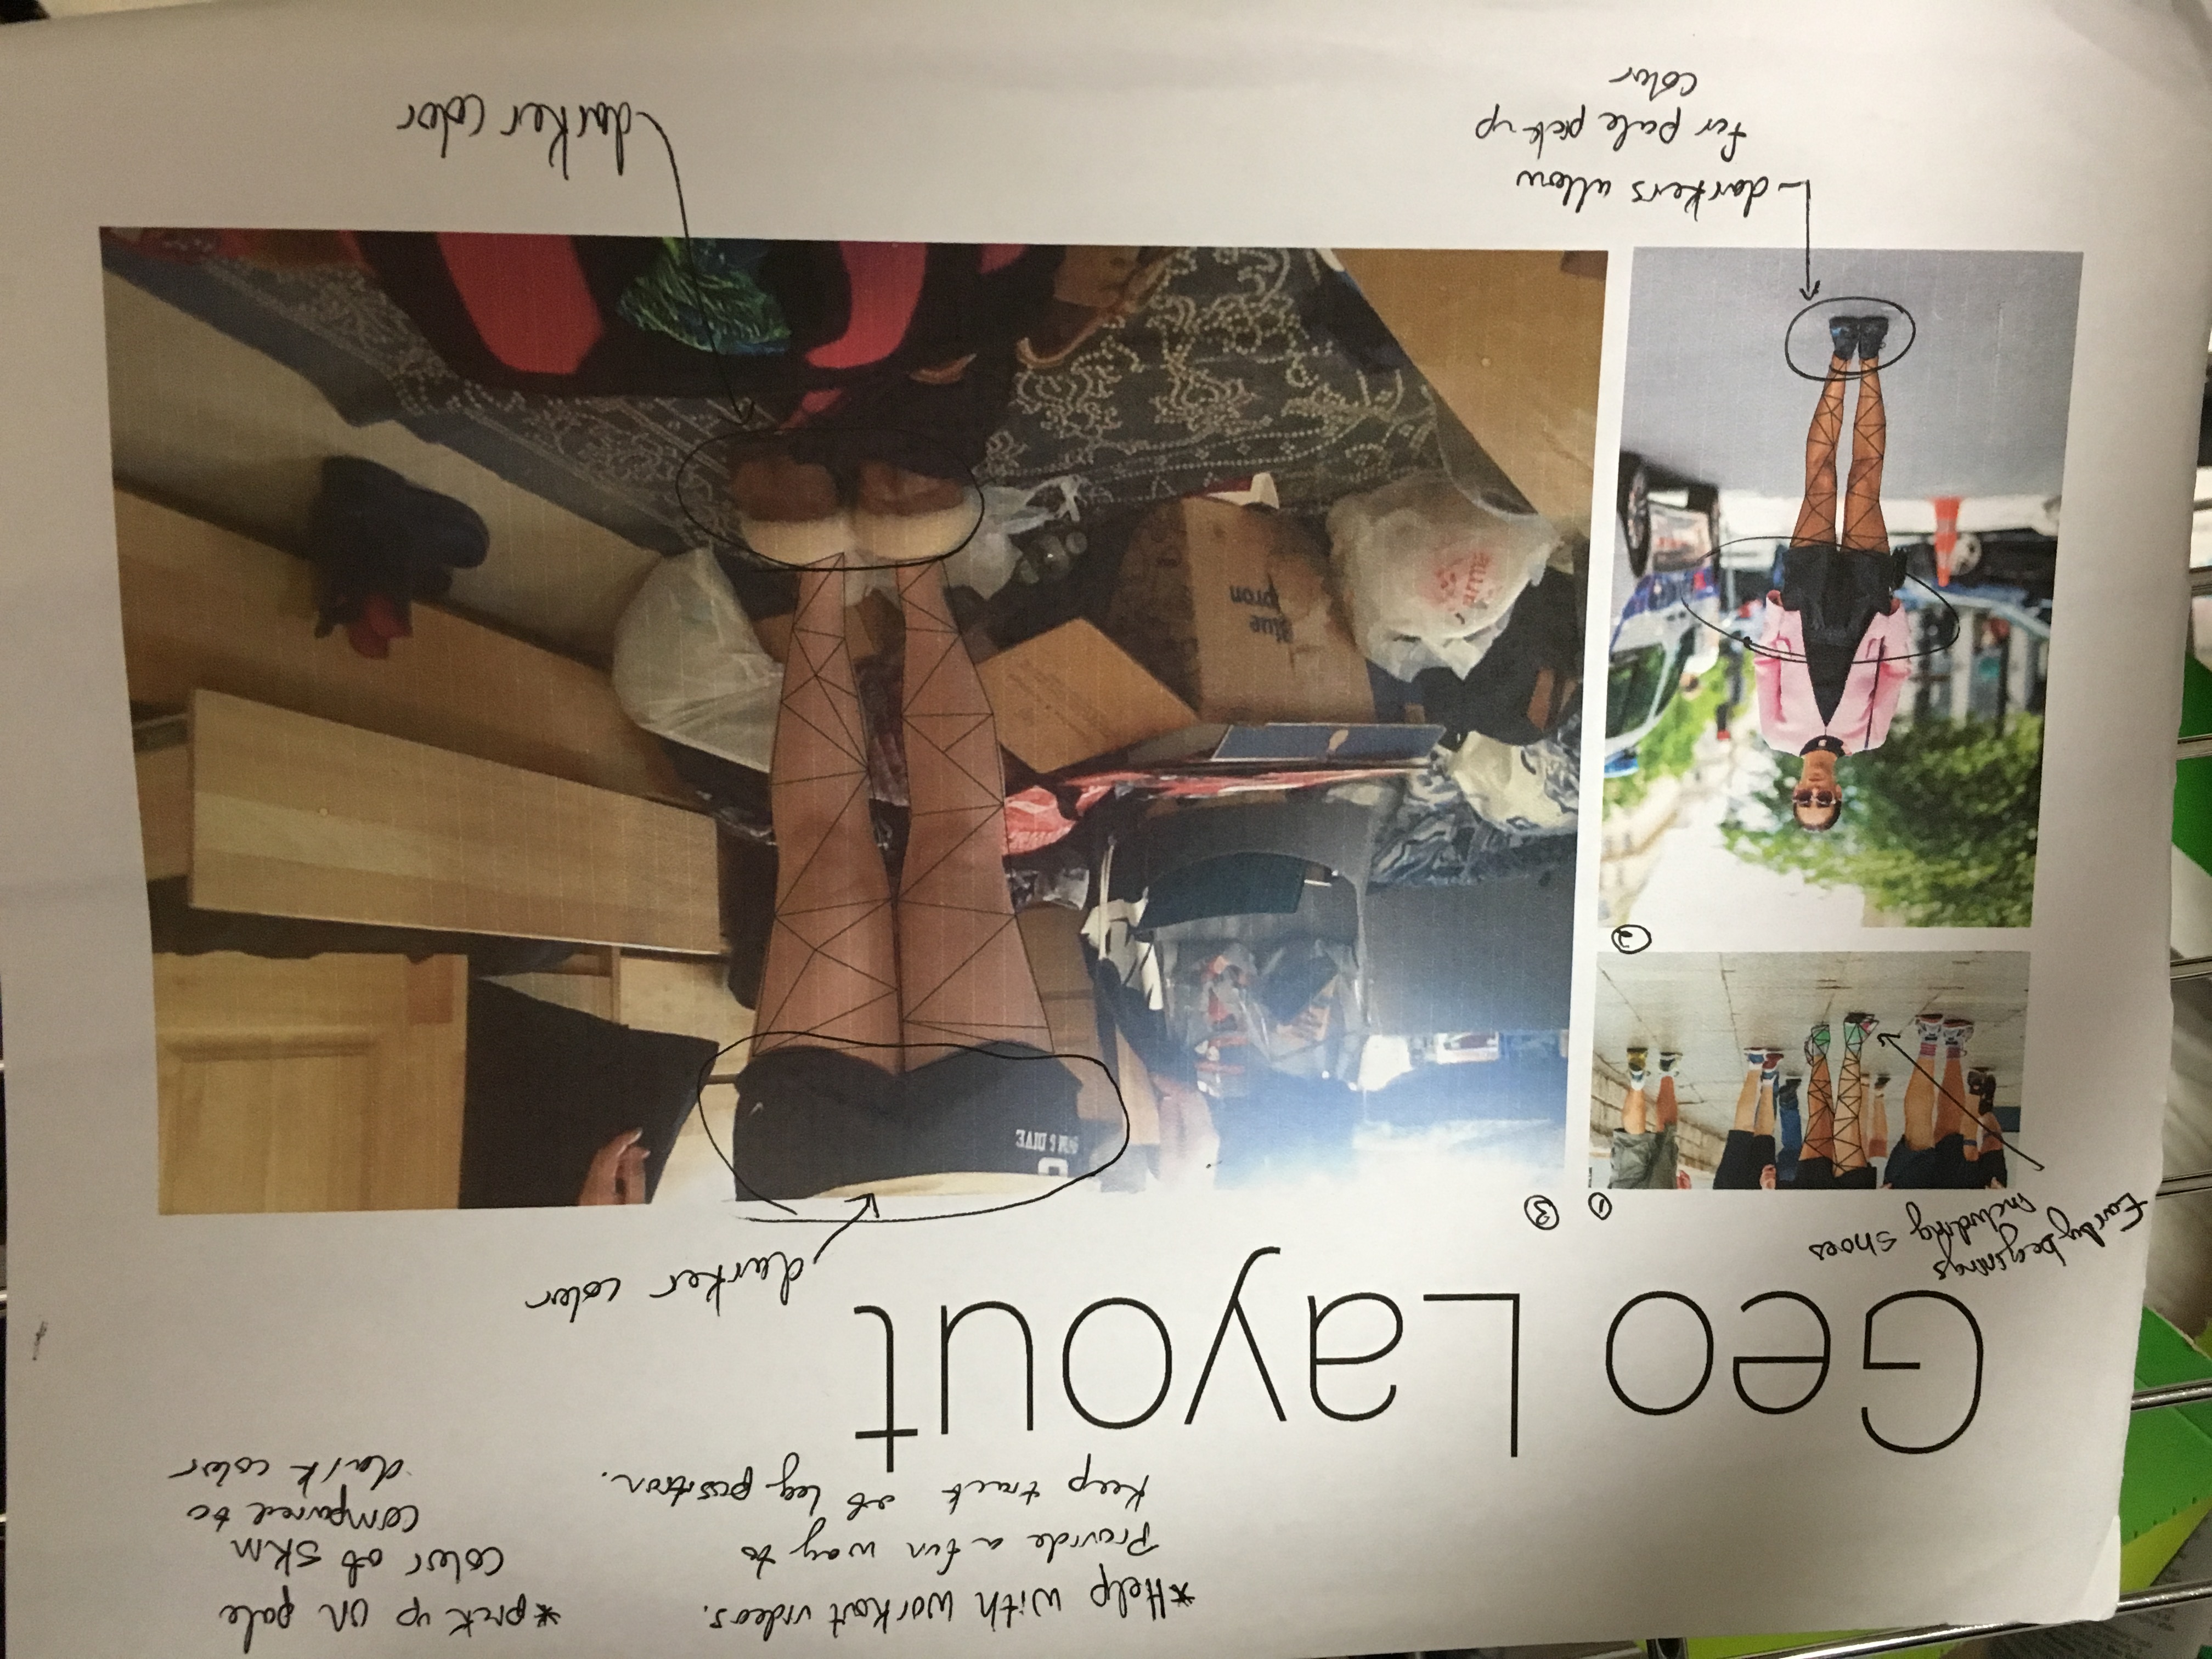 *Help with workout videos.
Provide a fun way to
Keep track of leg position.
*pick up on pale
color of skin
compared to
dark color
Geo Layout
darker color
Early beginnings
including shoes
1
3
& DIVE
2
Blue
pron
darkers allow
for pale pick up
color
darker color